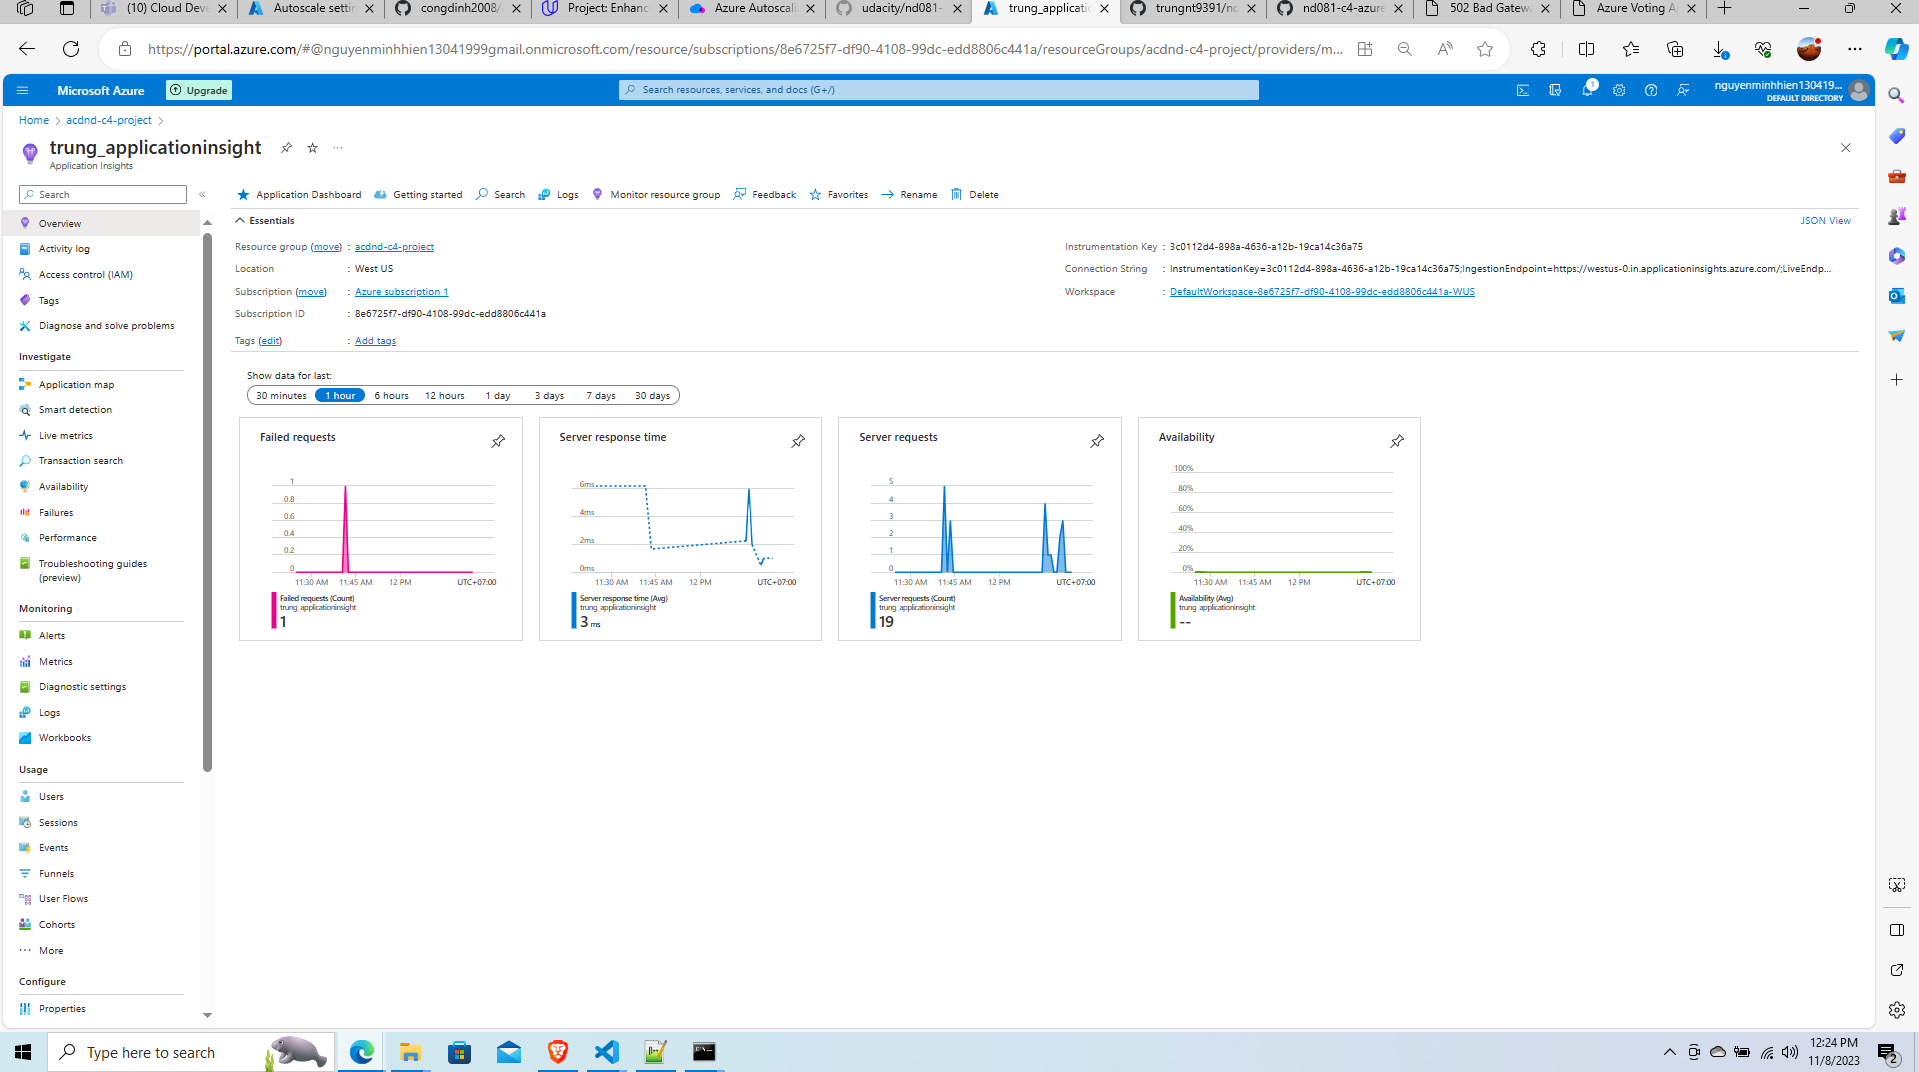 (10) Cloud Deve
Autoscale settin
congdinh2008/
Project: Enhanc
Azure Autoscali
udacity/nd081-
trung_applicatio
trungnt9391/nd
nd081-c4-azure
502 Bad Gatew
Azure Voting A
https://portal.azure.com/#@nguyenminhhien13041999gmail.onmicrosoft.com/resource/subscriptions/8e6725f7-df90-4108-99dc-edd8806c441a/resourceGroups/acdnd-c4-project/providers/m...
Microsoft Azure
Upgrade
Search resources, services, and docs (G+/)
1
nguyenminhhien130419...
DEFAULT DIRECTORY
Home > acdnd-c4-project >
trung_applicationinsight
Application Insights
Search
Application Dashboard
Getting started
Search
Logs
Monitor resource group
Feedback
Favorites
Rename
Delete
Essentials
JSON View
Resource group (move) : acdnd-c4-project
Location : West US
Subscription (move) : Azure subscription 1
Subscription ID : 8e6725f7-df90-4108-99dc-edd8806c441a
Tags (edit) : Add tags
Instrumentation Key : 3c0112d4-898a-4636-a12b-19ca14c36a75
Connection String : InstrumentationKey=3c0112d4-898a-4636-a12b-19ca14c36a75;IngestionEndpoint=https://westus-0.in.applicationinsights.azure.com/;LiveEndp...
Workspace : DefaultWorkspace-8e6725f7-df90-4108-99dc-edd8806c441a-WUS
Overview
Activity log
Access control (IAM)
Tags
Diagnose and solve problems
Investigate
Application map
Smart detection
Live metrics
Transaction search
Availability
Failures
Performance
Troubleshooting guides
(preview)
Monitoring
Alerts
Metrics
Diagnostic settings
Logs
Workbooks
Usage
Users
Sessions
Events
Funnels
User Flows
Cohorts
More
Configure
Properties
Show data for last:
30 minutes
1 hour
6 hours
12 hours
1 day
3 days
7 days
30 days
Failed requests
1
0.8
0.6
0.4
0.2
0
11:30 AM
11:45 AM
12 PM
UTC+07:00
Failed requests (Count)
trung_applicationinsight
1
Server response time
6ms
4ms
2ms
0ms
11:30 AM
11:45 AM
12 PM
UTC+07:00
Server response time (Avg)
trung_applicationinsight
3 ms
Server requests
5
4
3
2
1
0
11:30 AM
11:45 AM
12 PM
UTC+07:00
Server requests (Count)
trung_applicationinsight
19
Availability
100%
80%
60%
40%
20%
0%
11:30 AM
11:45 AM
12 PM
UTC+07:00
Availability (Avg)
trung_applicationinsight
--
Type here to search
12:24 PM
11/8/2023
2